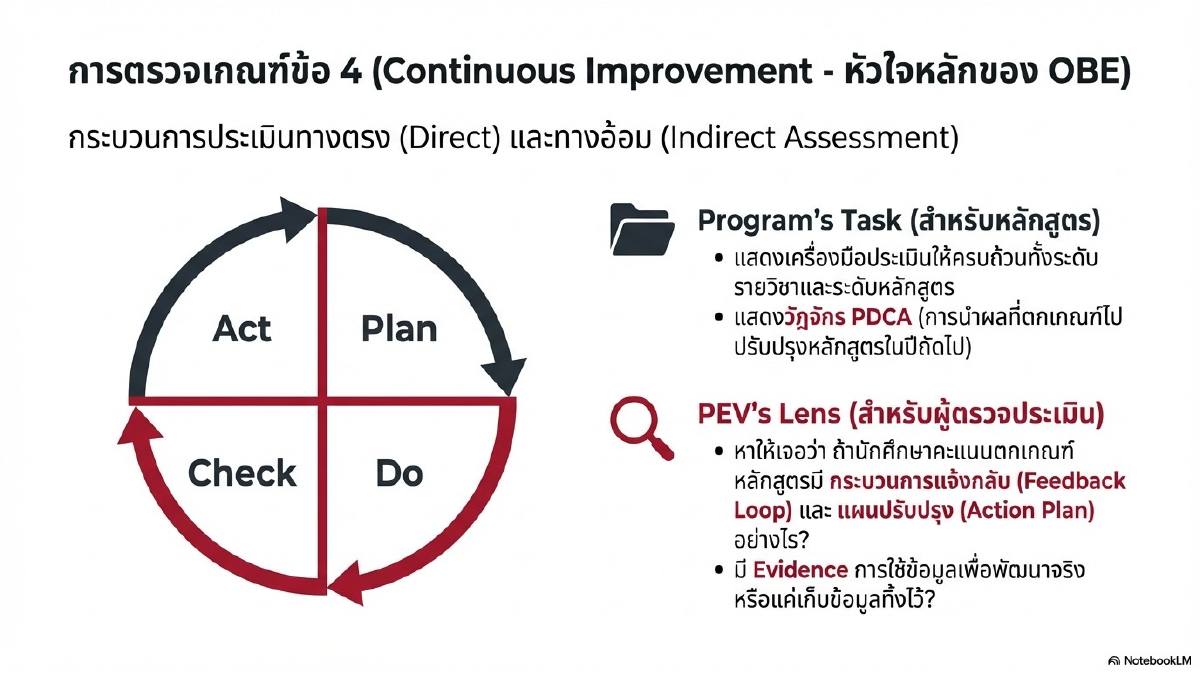 การตรวจเกณฑ์ข้อ 4 (Continuous Improvement - หัวใจหลักของ OBE)
กระบวนการประเมินทางตรง (Direct) และทางอ้อม (Indirect Assessment)
Act
Plan
Check
Do
Program's Task (สำหรับหลักสูตร)
• แสดงเครื่องมือประเมินให้ครบถ้วนทั้งระดับ
รายวิชาและระดับหลักสูตร
• แสดงวัฎจักร PDCA (การนำผลที่ตกเกณฑ์ไป
ปรับปรุงหลักสูตรในปีถัดไป)
PEV's Lens (สำหรับผู้ตรวจประเมิน)
• หาให้เจอว่า ถ้านักศึกษาคะแนนตกเกณฑ์
หลักสูตรมี กระบวนการแจ้งกลับ (Feedback
Loop) และ แผนปรับปรุง (Action Plan)
อย่างไร?
• มี Evidence การใช้ข้อมูลเพื่อพัฒนาจริง
หรือแค่เก็บข้อมูลทิ้งไว้?
NotebookLM